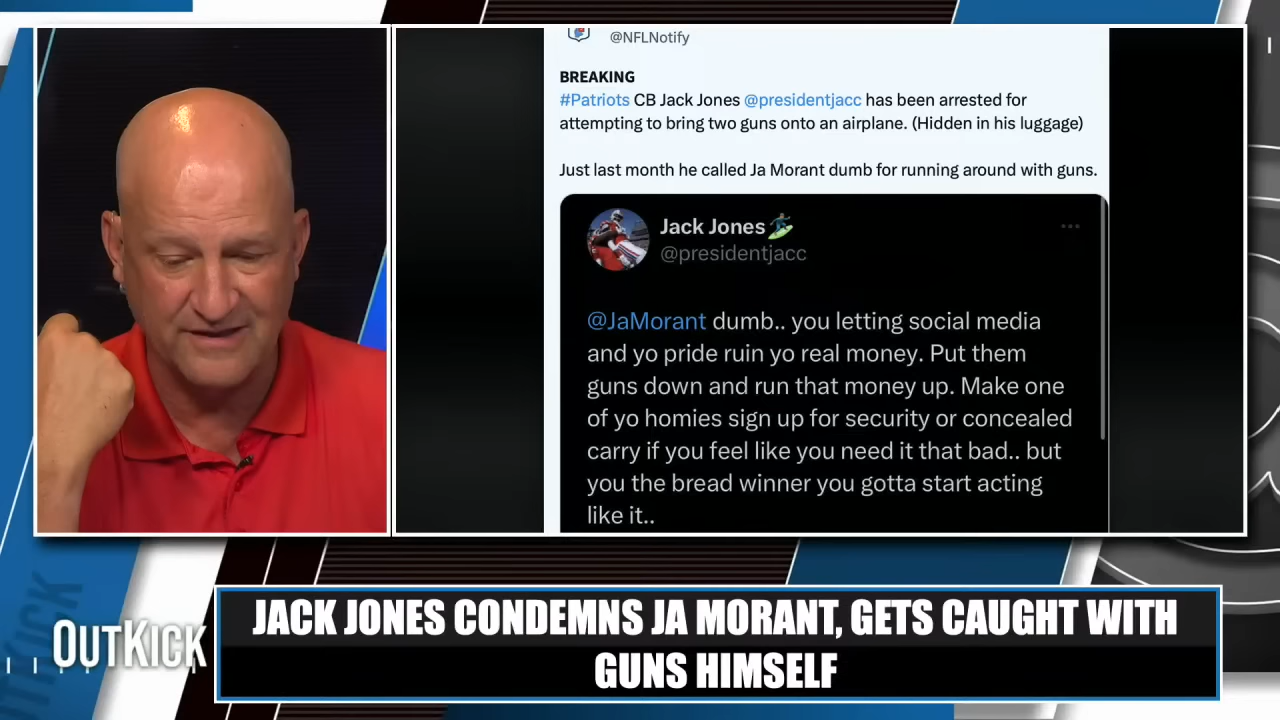 @NFLNotify
BREAKING
#Patriots CB Jack Jones @presidentjacc has been arrested for
attempting to bring two guns onto an airplane. (Hidden in his luggage)
Just last month he called Ja Morant dumb for running around with guns.
Jack Jones
@presidentjacc
@JaMorant dumb.. you letting social media
and yo pride ruin yo real money. Put them
guns down and run that money up. Make one
of yo homies sign up for security or concealed
carry if you feel like you need it that bad.. but
you the bread winner you gotta start acting
like it..
OUTKICK
JACK JONES CONDEMNS JA MORANT, GETS CAUGHT WITH
GUNS HIMSELF